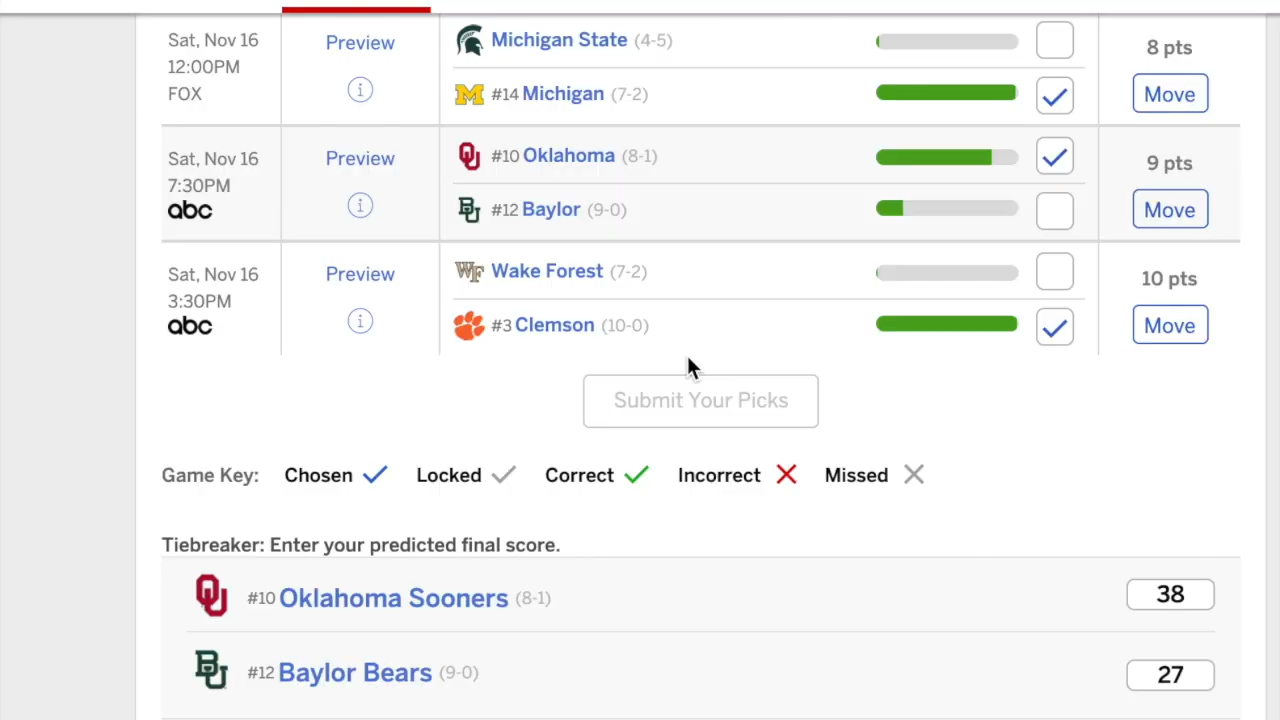 Sat, Nov 16
12:00PM
FOX
Preview
Michigan State (4-5)
#14 Michigan (7-2)
8 pts
Move
Sat, Nov 16
7:30PM
abc
Preview
#10 Oklahoma (8-1)
#12 Baylor (9-0)
9 pts
Move
Sat, Nov 16
3:30PM
abc
Preview
WF Wake Forest (7-2)
#3 Clemson (10-0)
10 pts
Move
Submit Your Picks
Game Key: Chosen Locked Correct Incorrect Missed
Tiebreaker: Enter your predicted final score.
#10 Oklahoma Sooners (8-1) 38
#12 Baylor Bears (9-0) 27